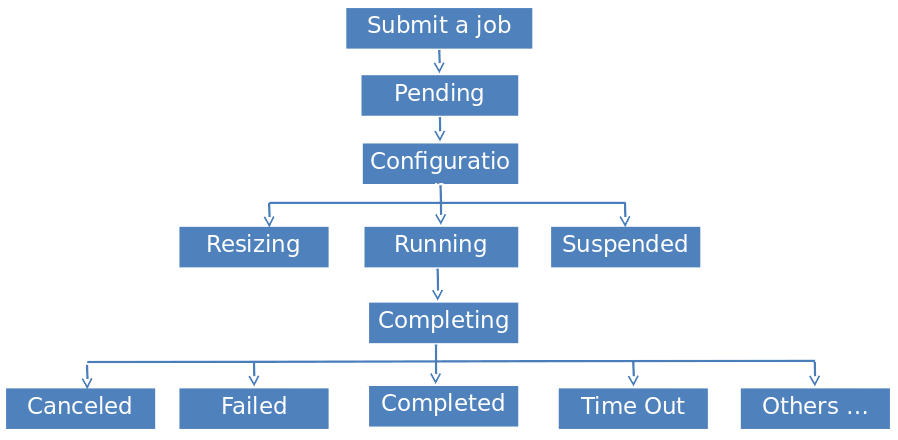 Submit a job
Pending
Configuratio
Resizing
Running
Suspended
Completing
Canceled
Failed
Completed
Time Out
Others ...